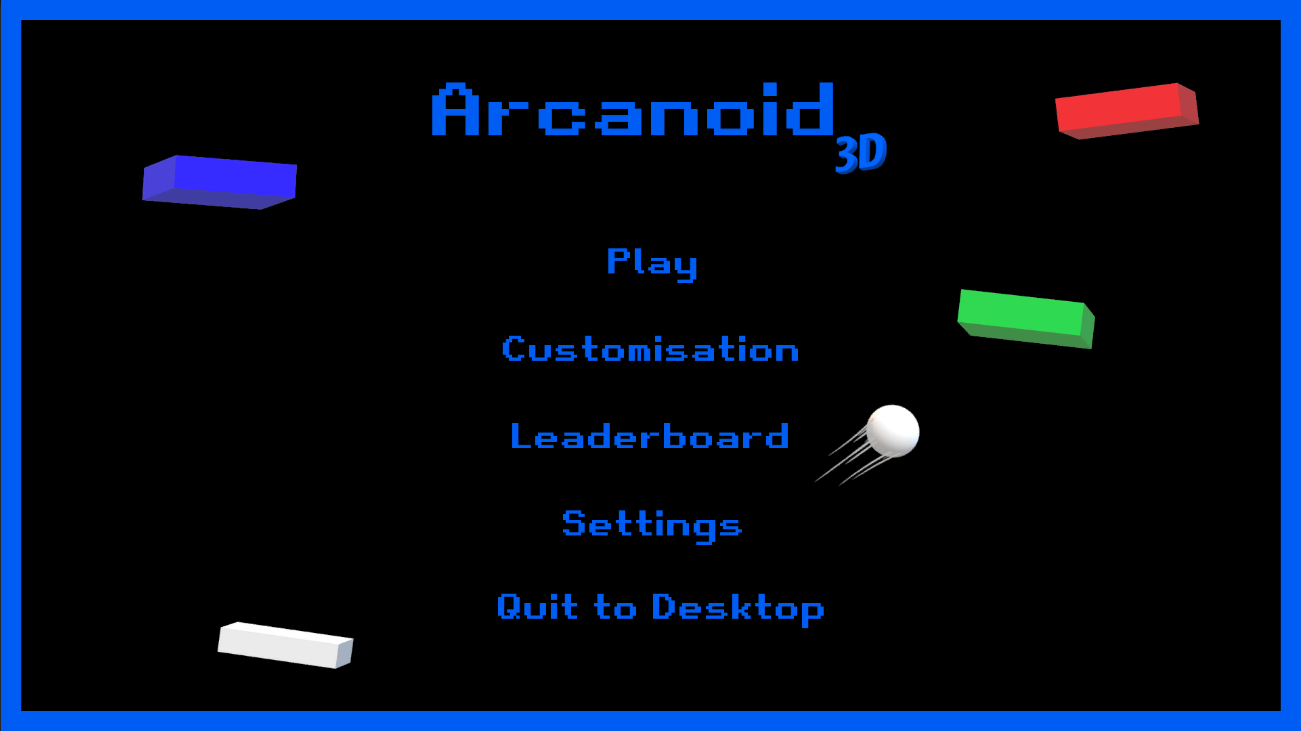 Arcanoid
3D
Play
Customisation
Leaderboard
Settings
Quit to Desktop